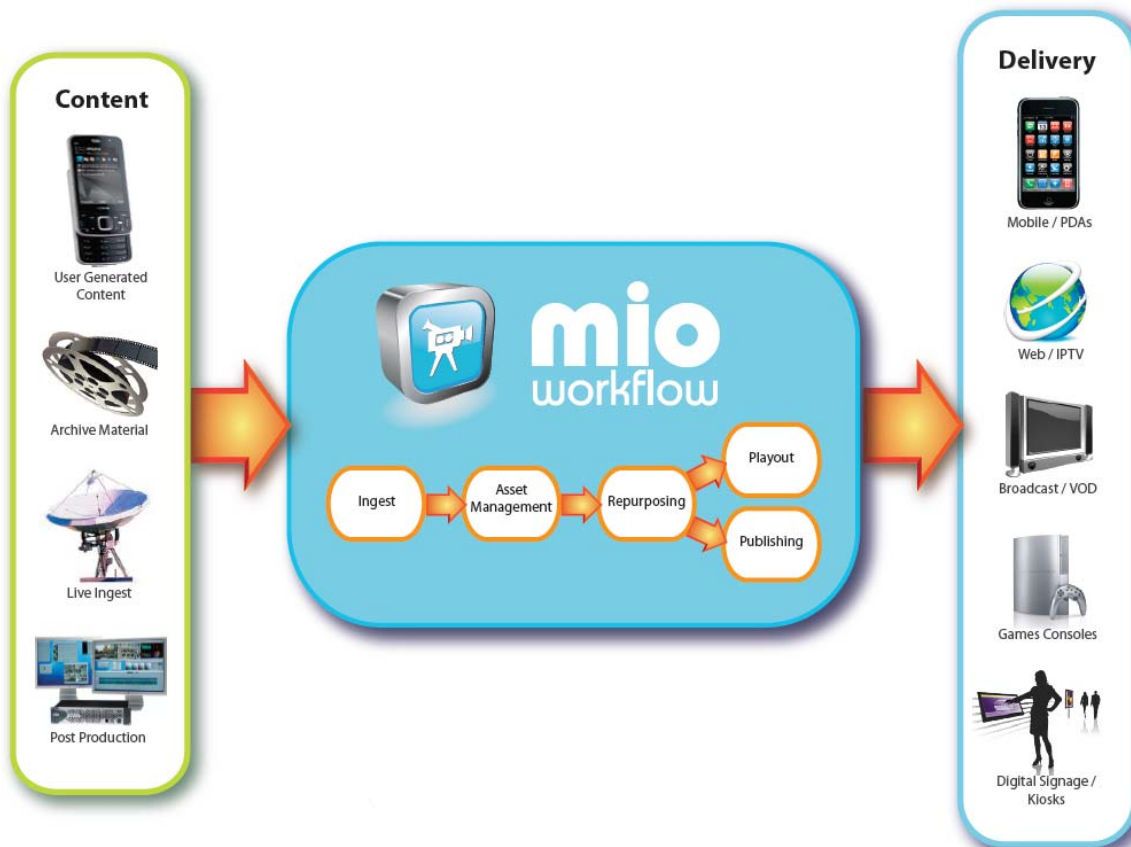 Content
User Generated
Content
Archive Material
Live Ingest
Post Production
mio
workflow
Ingest
Asset
Management
Repurposing
Playout
Publishing
Delivery
Mobile / PDAs
Web / IPTV
Broadcast / VOD
Games Consoles
Digital Signage /
Kiosks